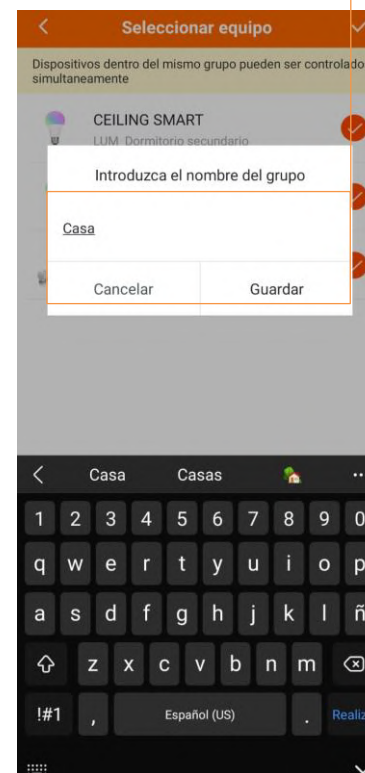 Seleccionar equipo
Dispositivos dentro del mismo grupo pueden ser controlado
simultaneamente
CEILING SMART
LUM Dormitorio secundario
Introduzca el nombre del grupo
Casa
Cancelar
Guardar
Casa
Casas
1 2 3 4 5 6 7 8 9 0
q w e r t y u i o p
a s d f g h j k l ñ
z x c v b n m
!#1 , Español (US) . Realiz